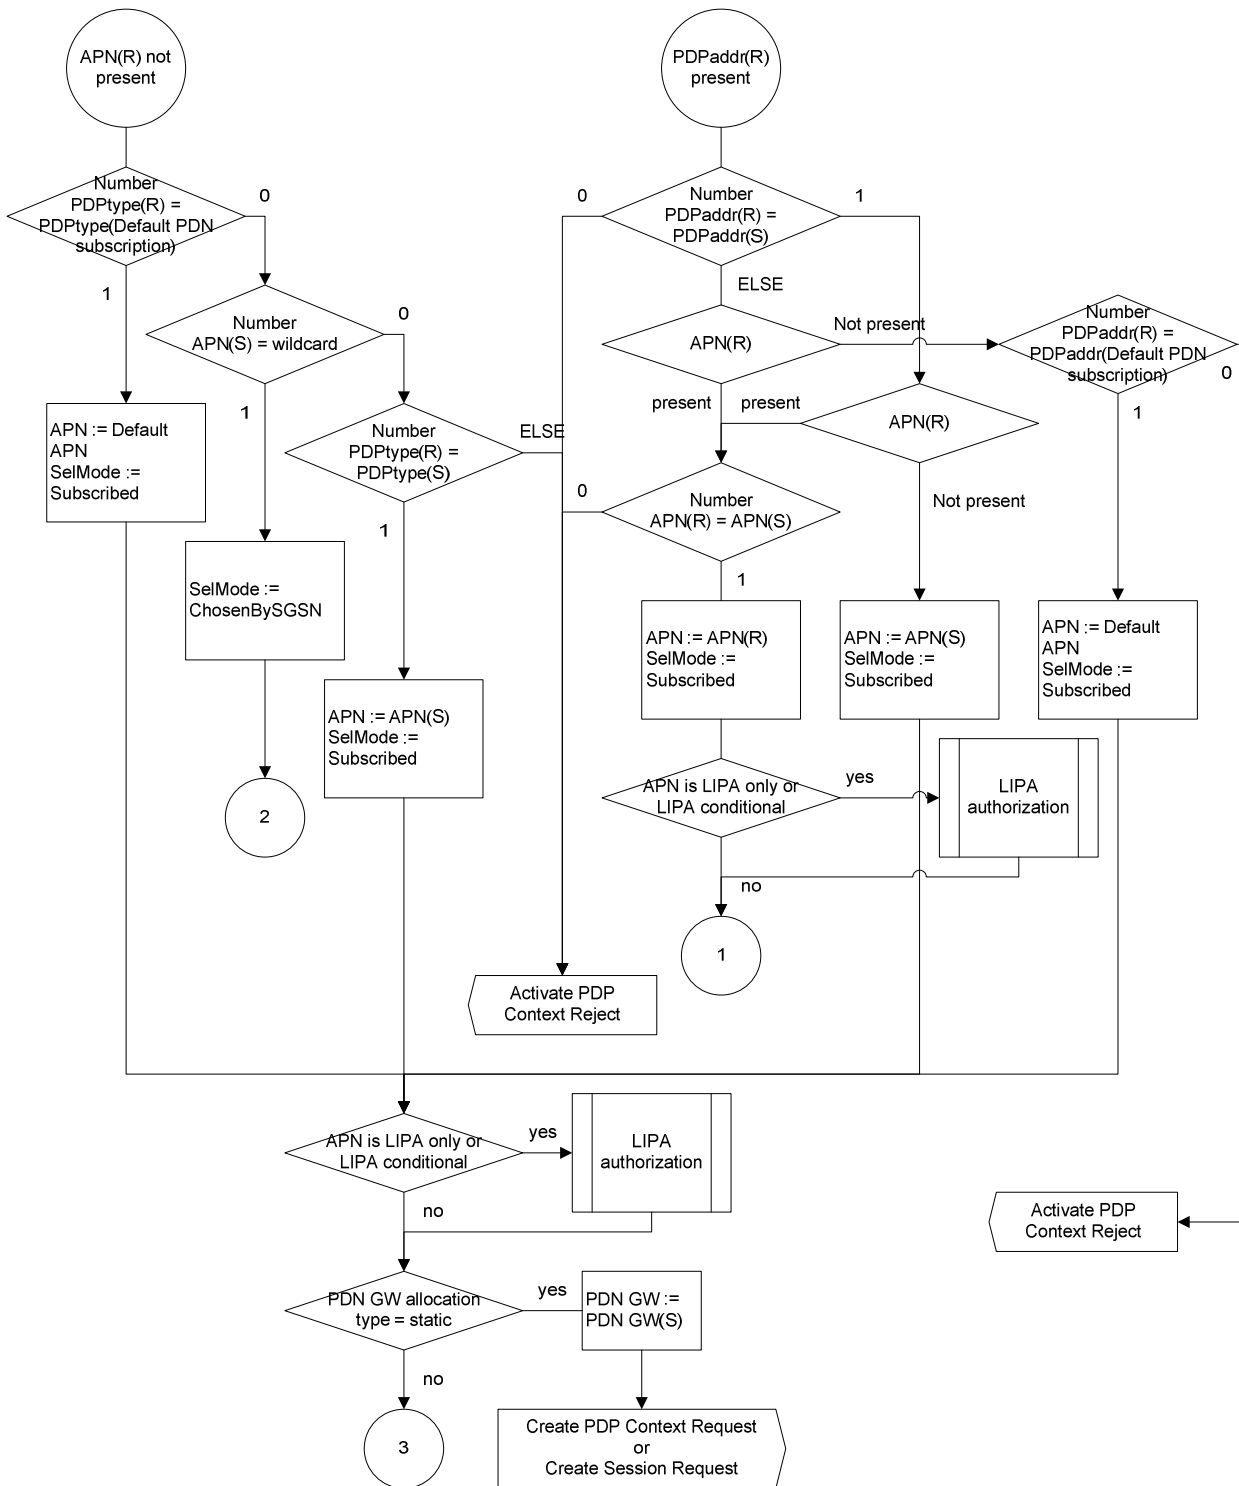 APN(R) not
present
PDPaddr(R)
present
Number
PDPtype(R) =
PDPtype(Default PDN
subscription)
0
1
Number
PDPaddr(R) =
PDPaddr(S)
0
1
ELSE
Number
APN(S) = wildcard
0
1
APN(R)
Not present
present
Number
PDPaddr(R) =
PDPaddr(Default PDN
subscription)
0
1
APN := Default
APN
SelMode :=
Subscribed
Number
PDPtype(R) =
PDPtype(S)
ELSE
1
APN(R)
present
Not present
Number
APN(R) = APN(S)
0
1
SelMode :=
ChosenBySGSN
APN := APN(S)
SelMode :=
Subscribed
APN := APN(R)
SelMode :=
Subscribed
APN := APN(S)
SelMode :=
Subscribed
APN := Default
APN
SelMode :=
Subscribed
2
APN is LIPA only or
LIPA conditional
yes
LIPA
authorization
no
1
Activate PDP
Context Reject
APN is LIPA only or
LIPA conditional
yes
LIPA
authorization
no
Activate PDP
Context Reject
PDN GW allocation
type = static
yes
PDN GW :=
PDN GW(S)
no
3
Create PDP Context Request
or
Create Session Request